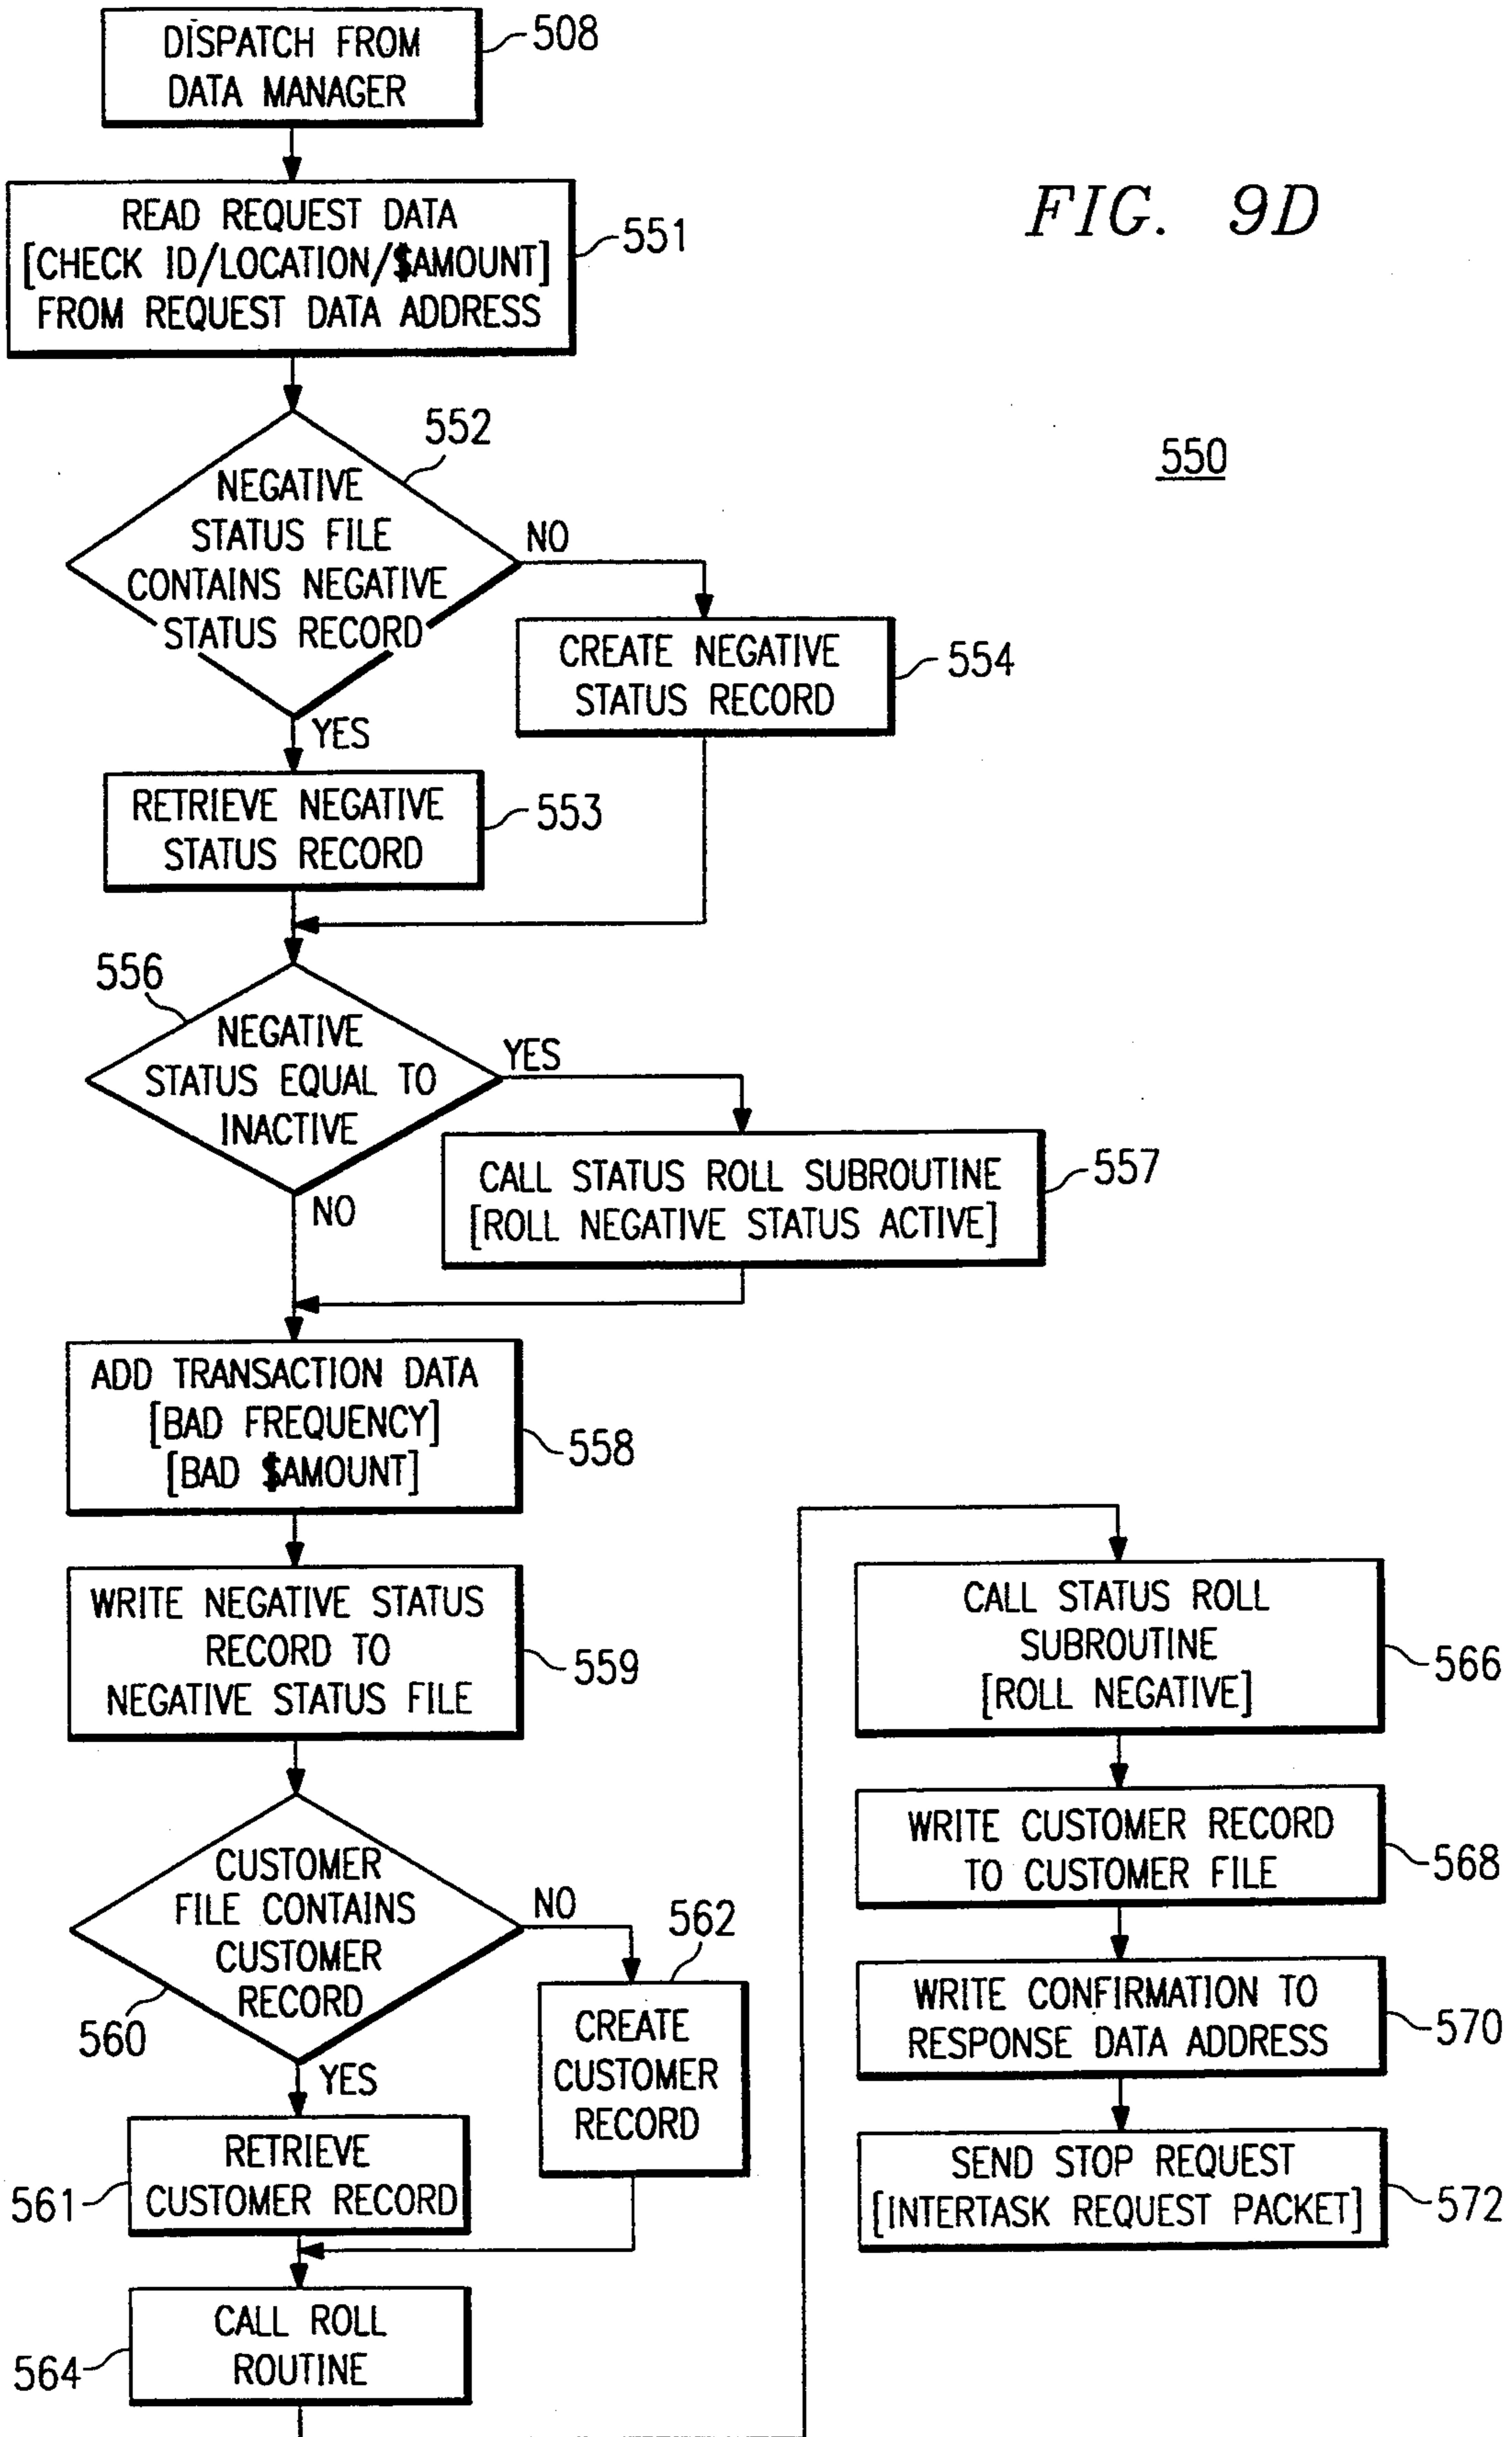 DISPATCH FROM
DATA MANAGER
508
FIG. 9D
READ REQUEST DATA
[CHECK ID/LOCATION/$AMOUNT]
FROM REQUEST DATA ADDRESS
551
550
552
NEGATIVE
STATUS FILE
CONTAINS NEGATIVE
STATUS RECORD
NO
YES
CREATE NEGATIVE
STATUS RECORD
554
RETRIEVE NEGATIVE
STATUS RECORD
553
556
NEGATIVE
STATUS EQUAL TO
INACTIVE
YES
NO
CALL STATUS ROLL SUBROUTINE
[ROLL NEGATIVE STATUS ACTIVE]
557
ADD TRANSACTION DATA
[BAD FREQUENCY]
[BAD $AMOUNT]
558
WRITE NEGATIVE STATUS
RECORD TO
NEGATIVE STATUS FILE
559
CUSTOMER
FILE CONTAINS
CUSTOMER
RECORD
560
NO
YES
562
CREATE
CUSTOMER
RECORD
RETRIEVE
CUSTOMER RECORD
561
CALL ROLL
ROUTINE
564
CALL STATUS ROLL
SUBROUTINE
[ROLL NEGATIVE]
566
WRITE CUSTOMER RECORD
TO CUSTOMER FILE
568
WRITE CONFIRMATION TO
RESPONSE DATA ADDRESS
570
SEND STOP REQUEST
[INTERTASK REQUEST PACKET]
572